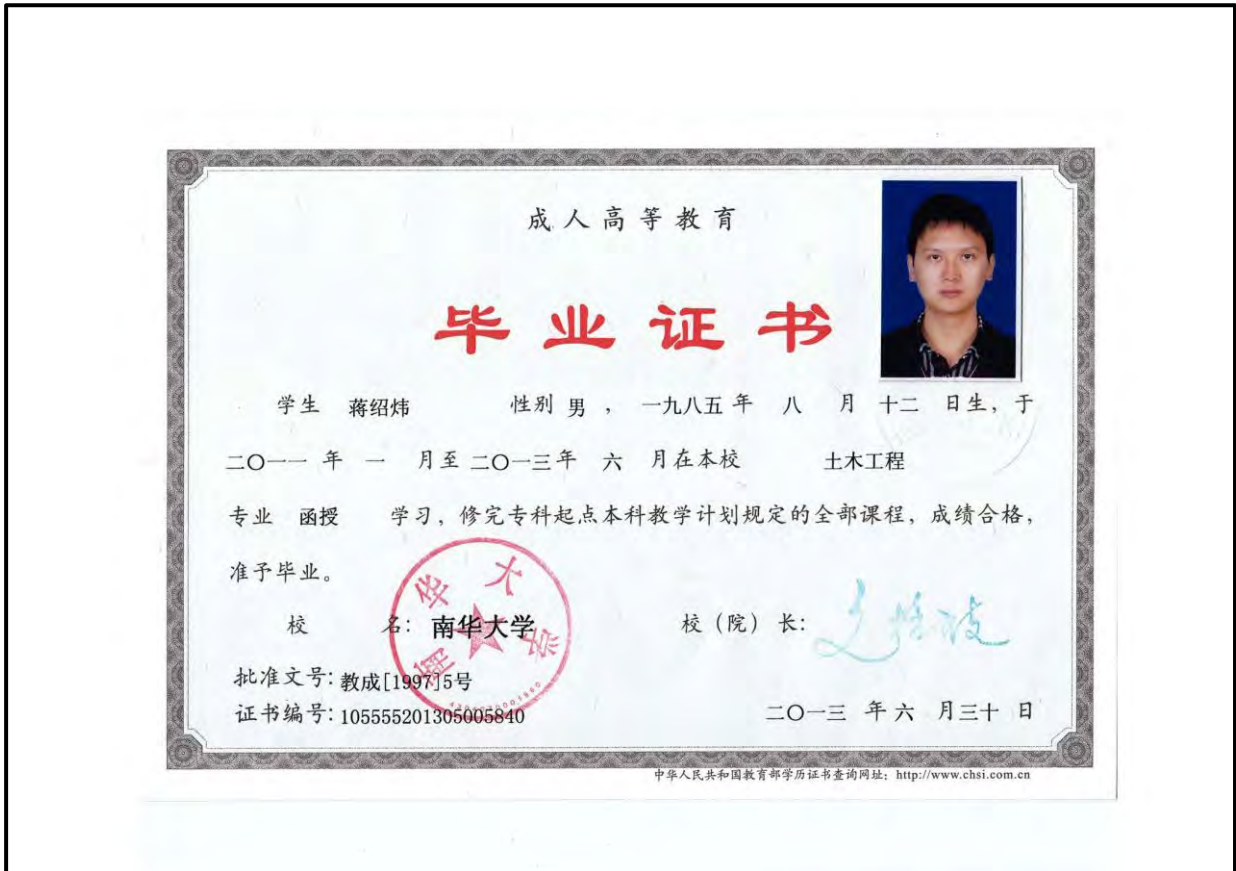 成人高等教育
毕业证书
学生 蒋绍炜 性别 男 ， 一九八五 年 八 月 十二 日生，于
二〇一一 年 一 月至 二〇一三 年 六 月在本校 土木工程
专业 函授 学习，修完专科起点本科教学计划规定的全部课程，成绩合格，
准予毕业。
校 名：南华大学 校（院）长：
南华大学
批准文号：教成[1997]5号
证书编号：105555201305005840 二〇一三 年 六 月 三十 日
中华人民共和国教育部学历证书查询网址：http://www.chsi.com.cn